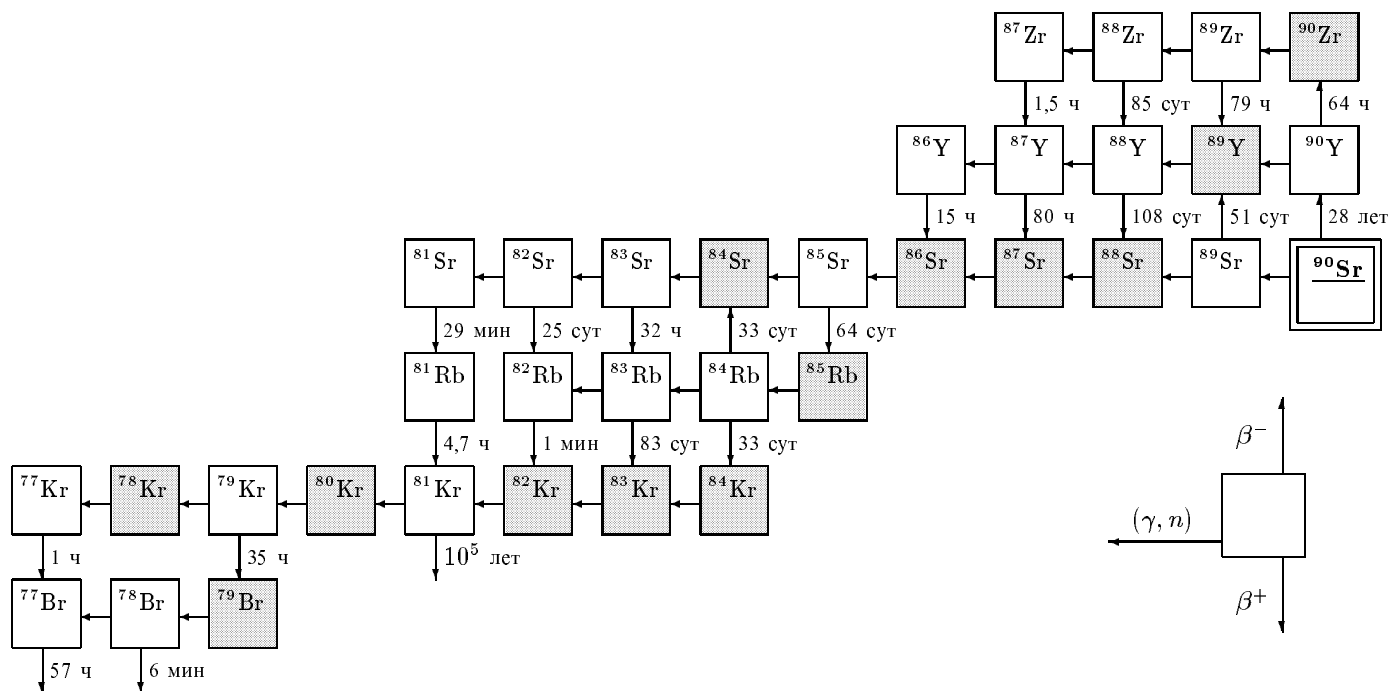 ⁸⁷Zr ⁸⁸Zr ⁸⁹Zr ⁹⁰Zr
1,5 ч 85 сут 79 ч 64 ч
⁸⁶Y ⁸⁷Y ⁸⁸Y ⁸⁹Y ⁹⁰Y
15 ч 80 ч 108 сут 51 сут 28 лет
⁸¹Sr ⁸²Sr ⁸³Sr ⁸⁴Sr ⁸⁵Sr ⁸⁶Sr ⁸⁷Sr ⁸⁸Sr ⁸⁹Sr ⁹⁰Sr
29 мин 25 сут 32 ч 33 сут 64 сут
⁸¹Rb ⁸²Rb ⁸³Rb ⁸⁴Rb ⁸⁵Rb
4,7 ч 1 мин 83 сут 33 сут
β⁻
⁷⁷Kr ⁷⁸Kr ⁷⁹Kr ⁸⁰Kr ⁸¹Kr ⁸²Kr ⁸³Kr ⁸⁴Kr
(γ, n)
1 ч 35 ч 10⁵ лет
β⁺
⁷⁷Br ⁷⁸Br ⁷⁹Br
57 ч 6 мин